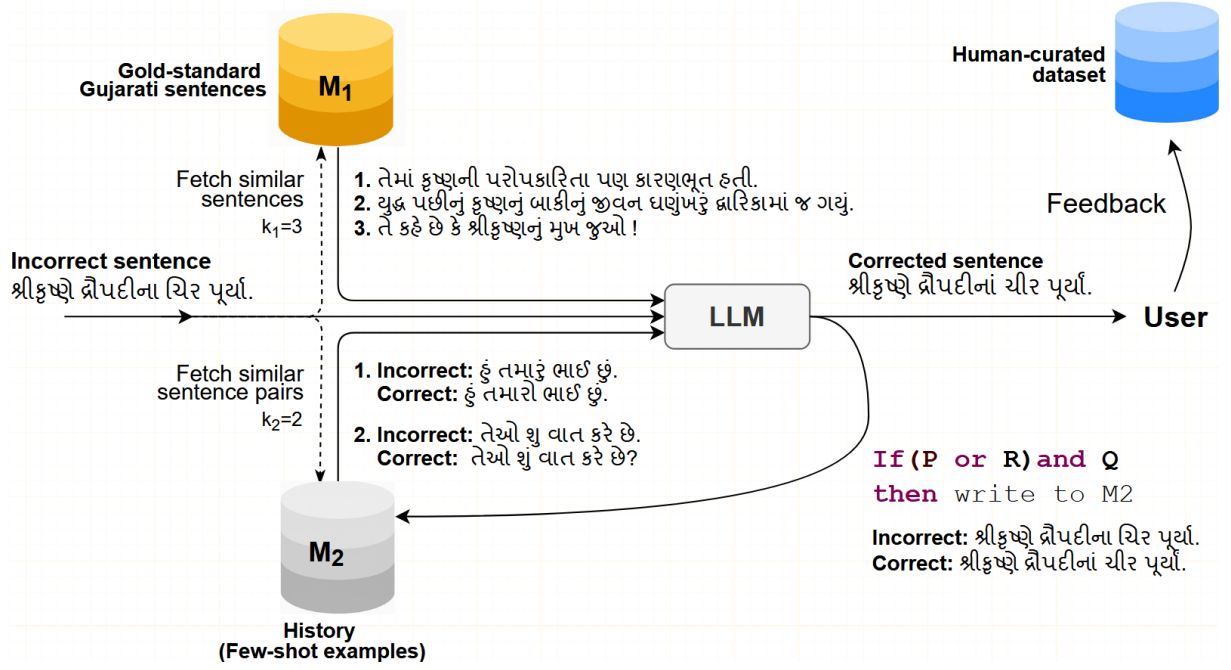 Gold-standard
Gujarati sentences
M1
Human-curated
dataset
Fetch similar
sentences
k1=3
1. તેમાં કૃષ્ણની પરોપકારિતા પણ કારણભૂત હતી.
2. યુદ્ધ પછીનું કૃષ્ણનું બાકીનું જીવન ઘણુંખરું દ્વારિકામાં જ ગયું.
3. તે કહે છે કે શ્રીકૃષ્ણનું મુખ જુઓ !
Feedback
Incorrect sentence
શ્રીકૃષ્ણે દ્રૌપદીના ચિર પૂર્યા.
Corrected sentence
શ્રીકૃષ્ણે દ્રૌપદીનાં ચીર પૂર્યાં.
LLM
User
Fetch similar
sentence pairs
k2=2
1. Incorrect: હું તમારું ભાઈ છું.
Correct: હું તમારો ભાઈ છું.
2. Incorrect: તેઓ શુ વાત કરે છે.
Correct: તેઓ શું વાત કરે છે?
If(P or R)and Q
then write to M2
Incorrect: શ્રીકૃષ્ણે દ્રૌપદીના ચિર પૂર્યા.
Correct: શ્રીકૃષ્ણે દ્રૌપદીનાં ચીર પૂર્યાં.
M2
History
(Few-shot examples)